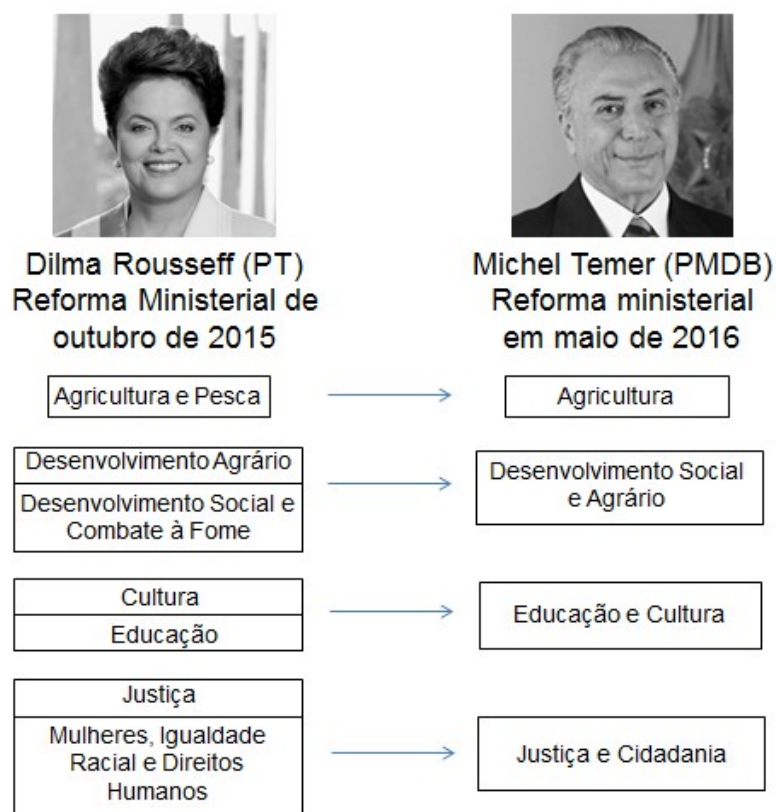 Dilma Rousseff (PT)
Reforma Ministerial de
outubro de 2015
Michel Temer (PMDB)
Reforma ministerial
em maio de 2016
Agricultura e Pesca
Agricultura
Desenvolvimento Agrário
Desenvolvimento Social e
Combate à Fome
Desenvolvimento Social
e Agrário
Cultura
Educação
Educação e Cultura
Justiça
Mulheres, Igualdade
Racial e Direitos
Humanos
Justiça e Cidadania